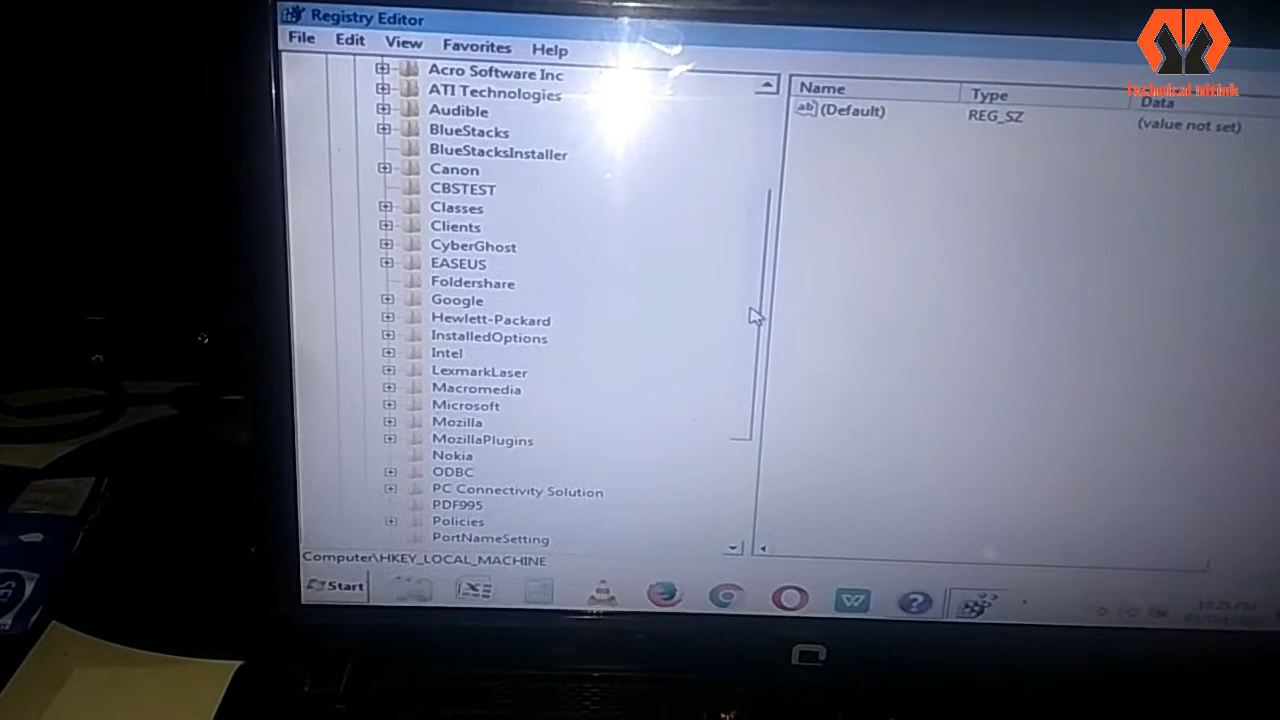 Registry Editor
File Edit View Favorites Help
Acro Software Inc
ATI Technologies
Audible
BlueStacks
BlueStacksInstaller
Canon
CBSTEST
Classes
Clients
CyberGhost
EASEUS
Foldershare
Google
Hewlett-Packard
InstalledOptions
Intel
LexmarkLaser
Macromedia
Microsoft
Mozilla
MozillaPlugins
Nokia
ODBC
PC Connectivity Solution
PDF995
Policies
PortNameSetting
Name Type Data
ab (Default) REG_SZ (value not set)
Computer\HKEY_LOCAL_MACHINE
Start
Technical Nitink